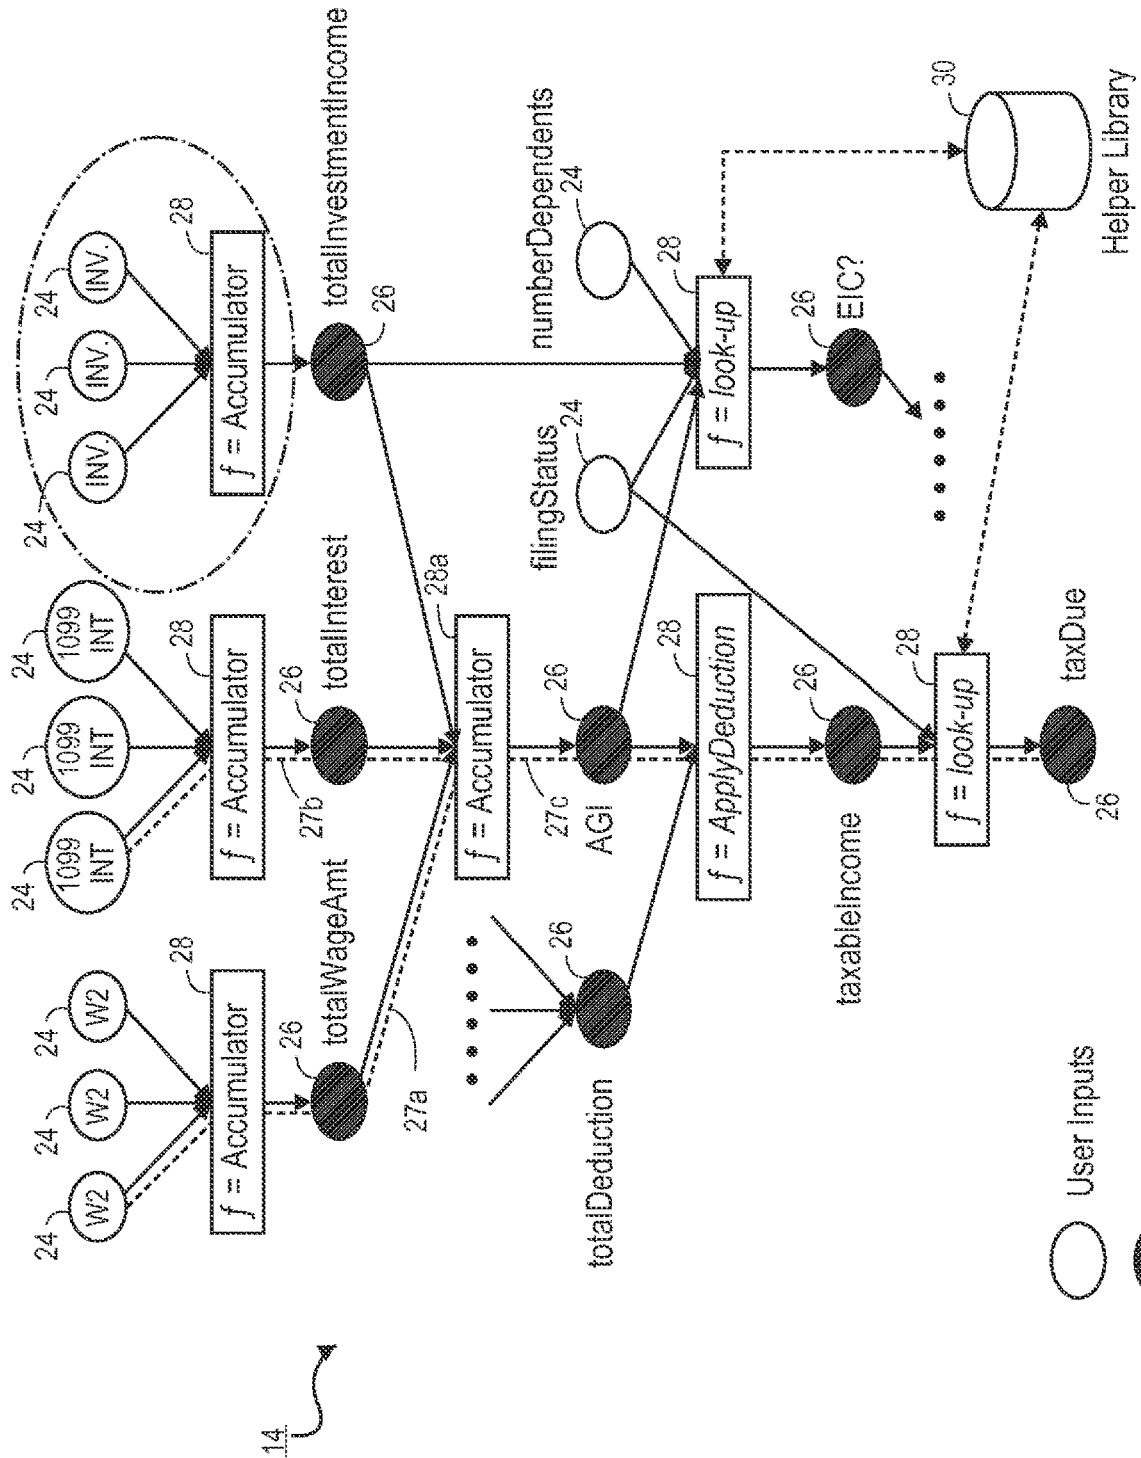 14
24 24 24 24 24 24 24 24 24
W2 W2 W2 1099 INT 1099 INT 1099 INT INV. INV. INV.
28 28 28
f = Accumulator f = Accumulator f = Accumulator
26 totalWageAmt 27b 26 totalInterest totalInvestmentIncome 26
27a
28a
f = Accumulator
totalDeduction 26
AGI 27c 26
filingStatus 24
numberDependents 24
28
f = ApplyDeduction
28
f = look-up
taxableIncome 26
26 EIC?
28
f = look-up
30
Helper Library
26 taxDue
User Inputs